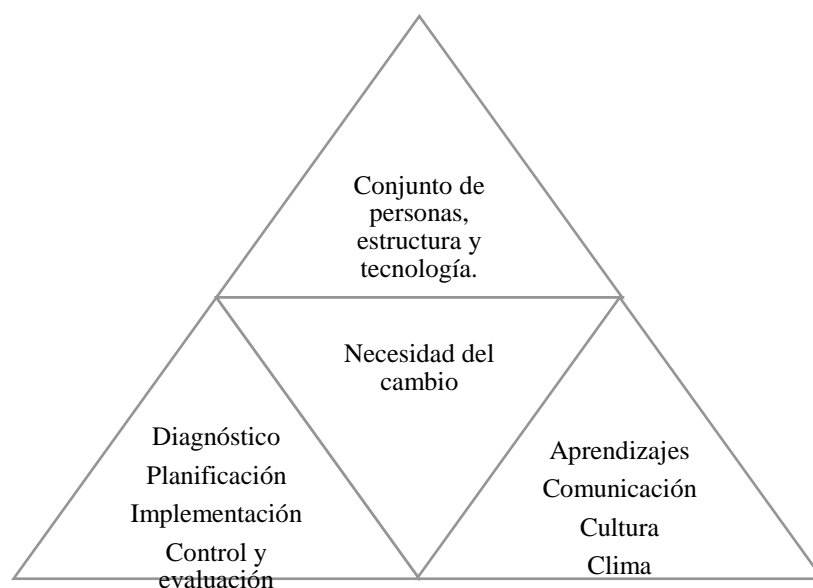 Conjunto de
personas,
estructura y
tecnología.
Necesidad del
cambio
Diagnóstico
Planificación
Implementación
Control y
evaluación
Aprendizajes
Comunicación
Cultura
Clima